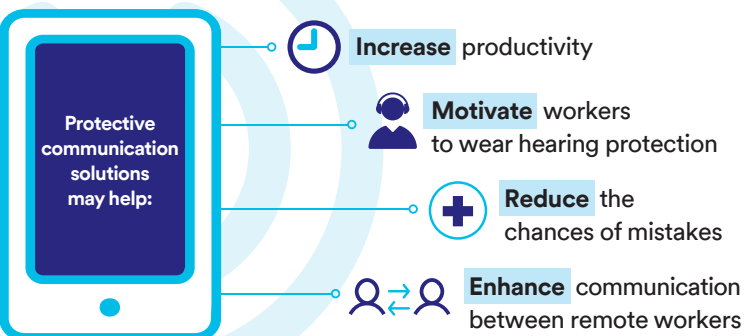 Protective
communication
solutions
may help:
Increase productivity
Motivate workers
to wear hearing protection
Reduce the
chances of mistakes
Enhance communication
between remote workers